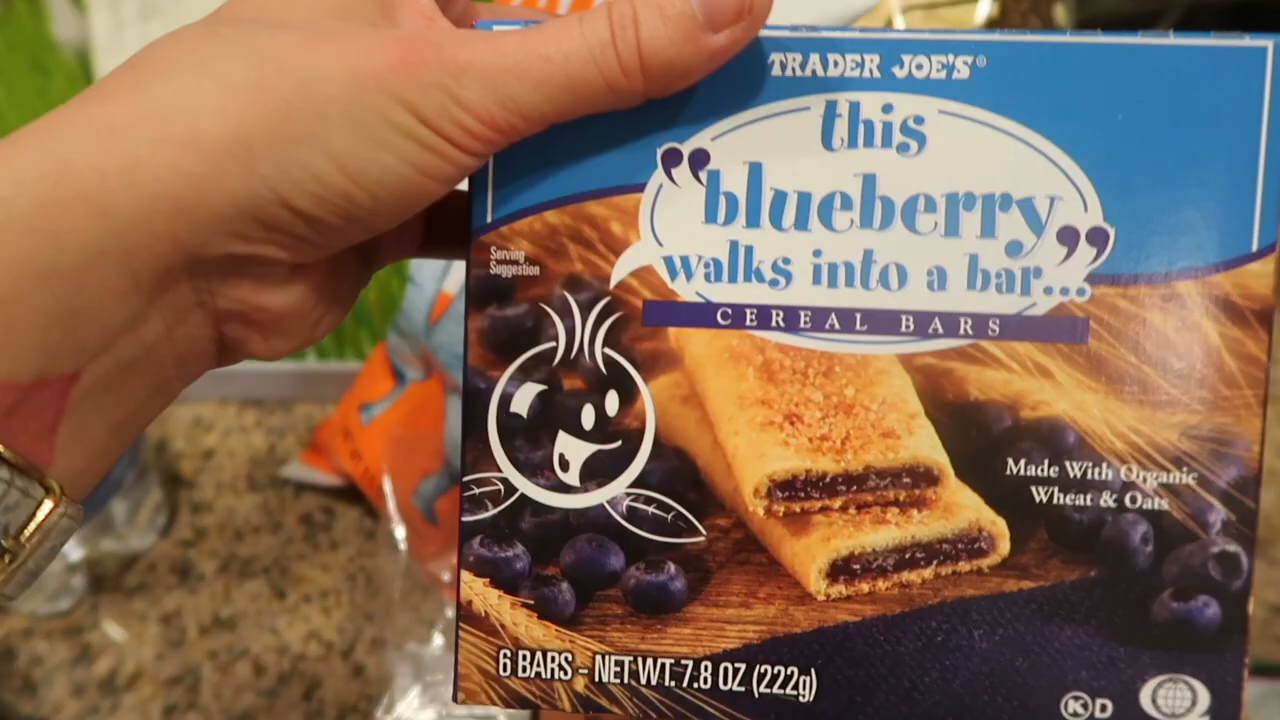 TRADER JOE'S®
this
"blueberry
walks into a bar..."
CEREAL BARS
Serving
Suggestion
Made With Organic
Wheat & Oats
6 BARS - NET WT. 7.8 OZ (222g)
K D